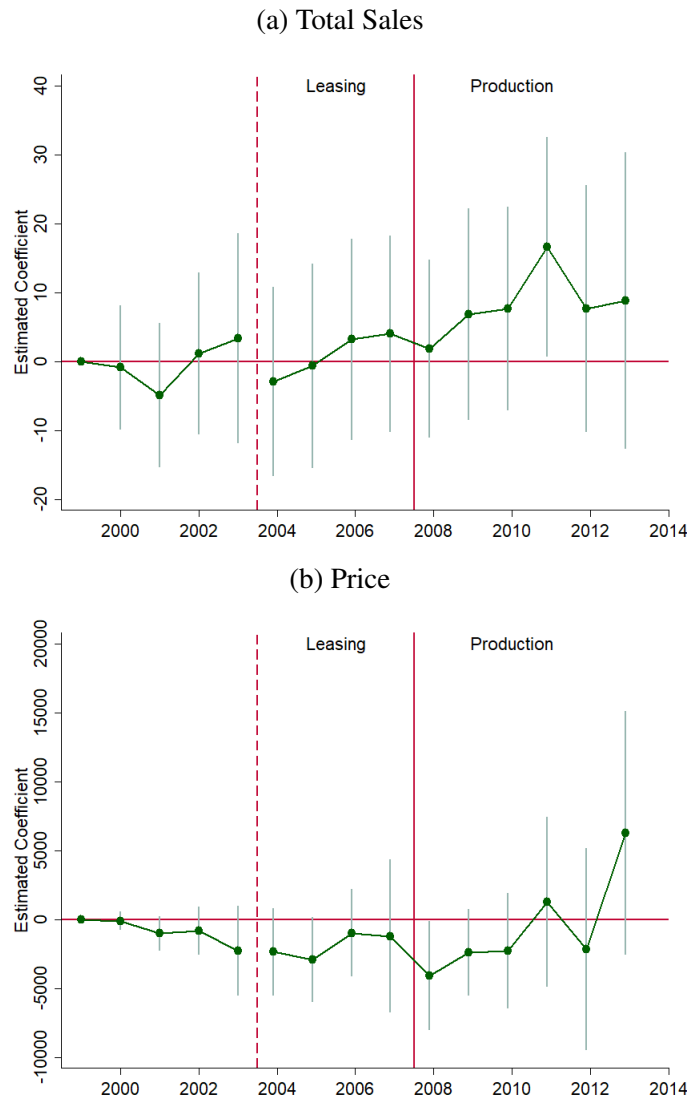 (a) Total Sales
Leasing Production
Estimated Coefficient
40
30
20
10
0
-10
-20
2000 2002 2004 2006 2008 2010 2012 2014
(b) Price
Leasing Production
Estimated Coefficient
20000
15000
10000
5000
0
-5000
-10000
2000 2002 2004 2006 2008 2010 2012 2014